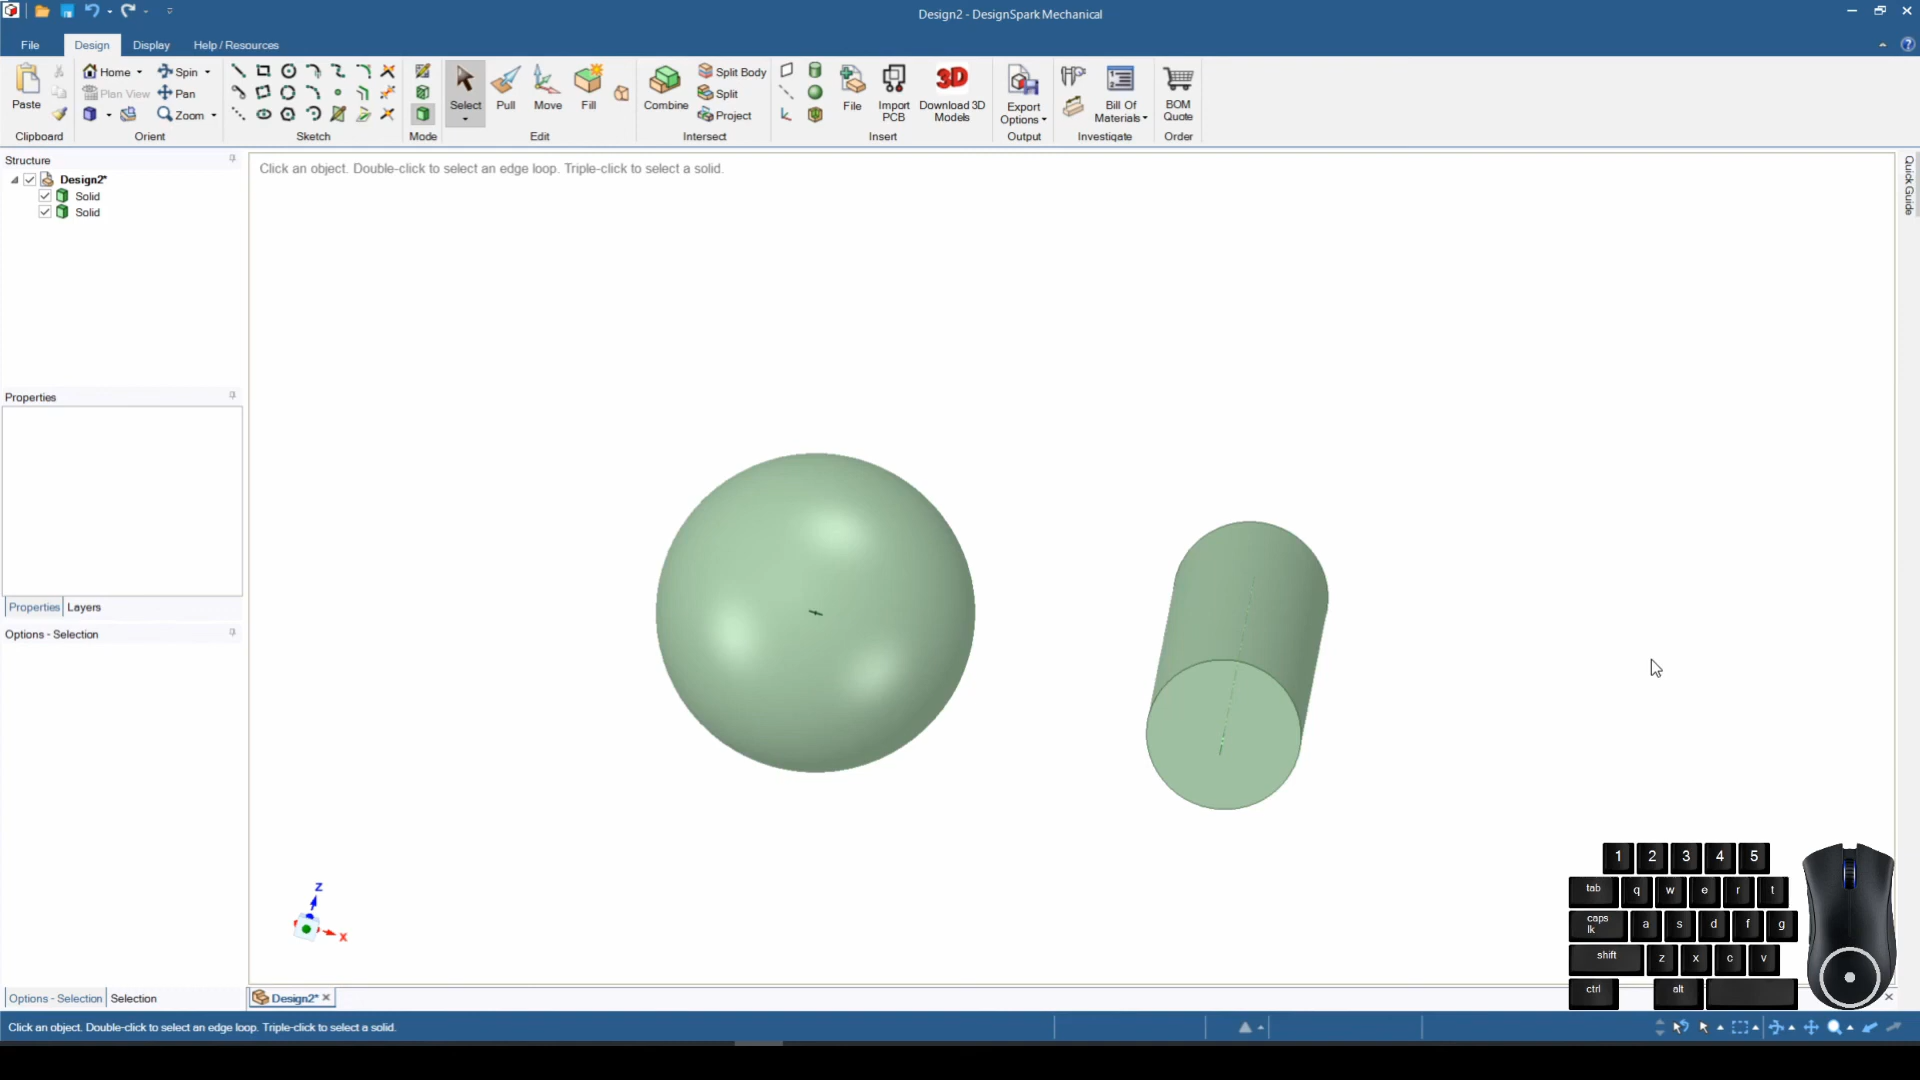 Design2 - DesignSpark Mechanical
File Design Display Help / Resources
Paste
Clipboard
Home Spin
Plan View Pan
Zoom
Orient
Sketch
Mode
Select Pull Move Fill
Edit
Combine
Split Body
Split
Project
Intersect
File
Import PCB
3D
Download 3D Models
Insert
Export Options
Output
Bill Of Materials
Investigate
BOM Quote
Order
Structure
Design2*
Solid
Solid
Click an object. Double-click to select an edge loop. Triple-click to select a solid.
Quick Guide
Properties
Properties Layers
Options - Selection
Z
X
1 2 3 4 5
tab q w e r t
caps lk a s d f g
shift z x c v
ctrl alt
Options - Selection Selection
Design2*
Click an object. Double-click to select an edge loop. Triple-click to select a solid.